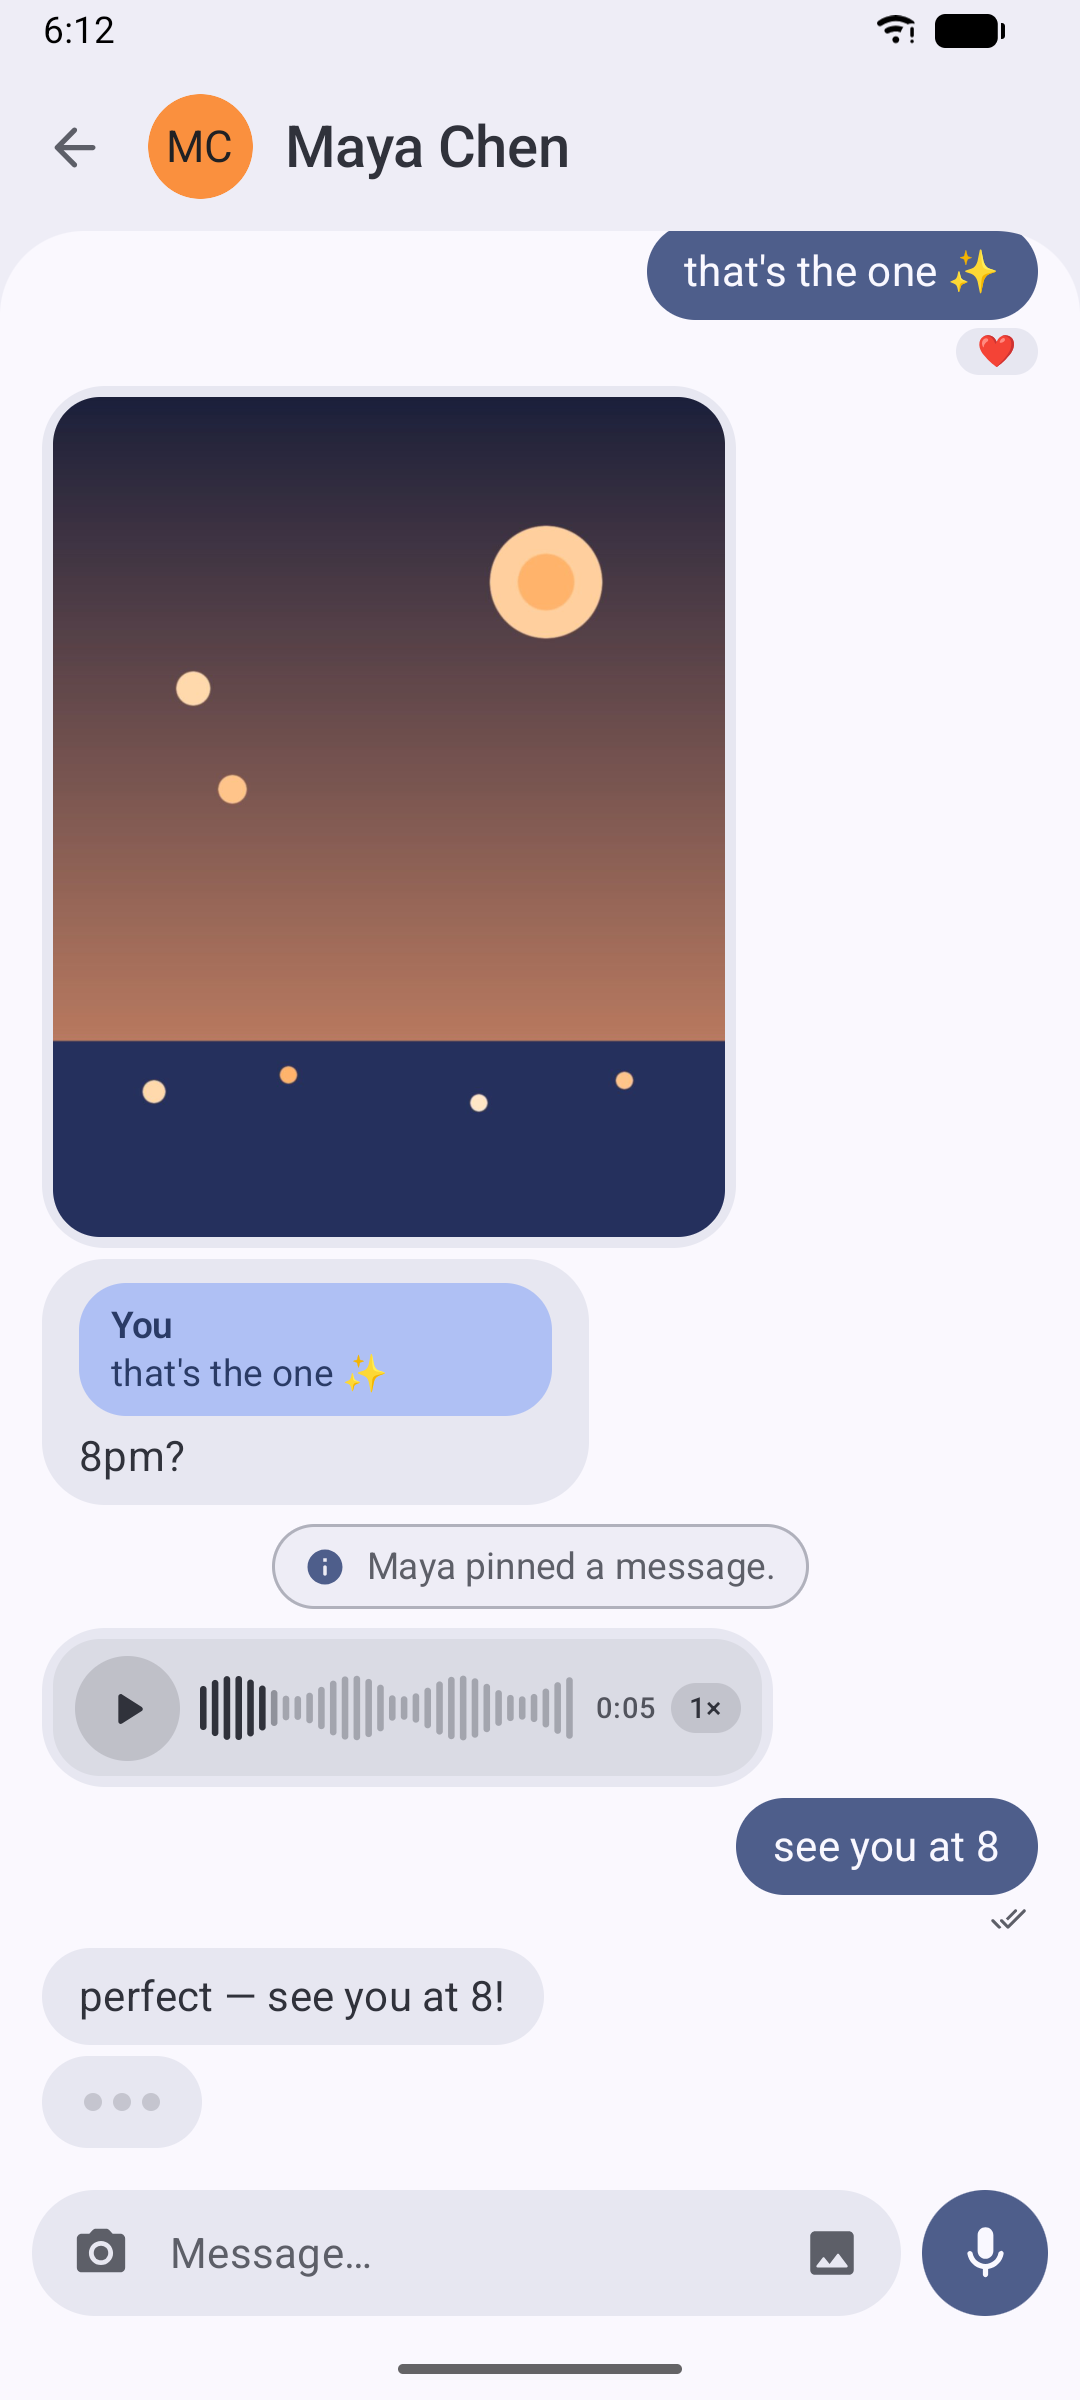 6:12
MC
Maya Chen
that's the one ✨
❤️
You
that's the one ✨
8pm?
Maya pinned a message.
0:05
1×
see you at 8
perfect — see you at 8!
Message…